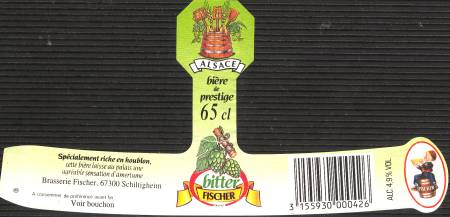 ALSACE
bière
de
prestige
65 cl
Spécialement riche en houblon,
cette bière laisse au palais une
agréable sensation d'amertume
Brasserie Fischer, 67300 Schiltigheim
A consommer de préférence avant fin
Voir bouchon
bitter
FISCHER
3 155930 000426
ALC 4,9% VOL
FISCHER